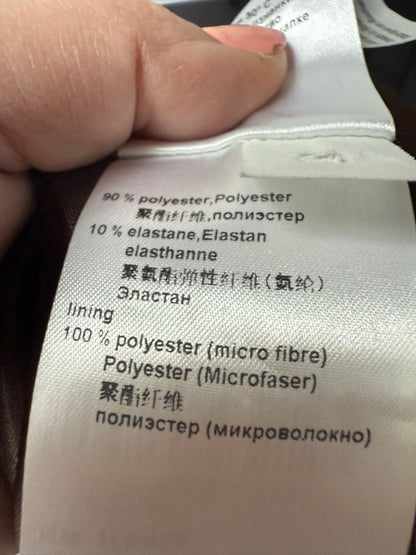 30° C
90 % polyester,Polyester
聚酯纤维,полиэстер
10 % elastane,Elastan
elasthanne
聚氨酯弹性纤维(氨纶)
Эластан
lining
100 % polyester (micro fibre)
Polyester (Microfaser)
聚酯纤维
полиэстер (микроволокно)